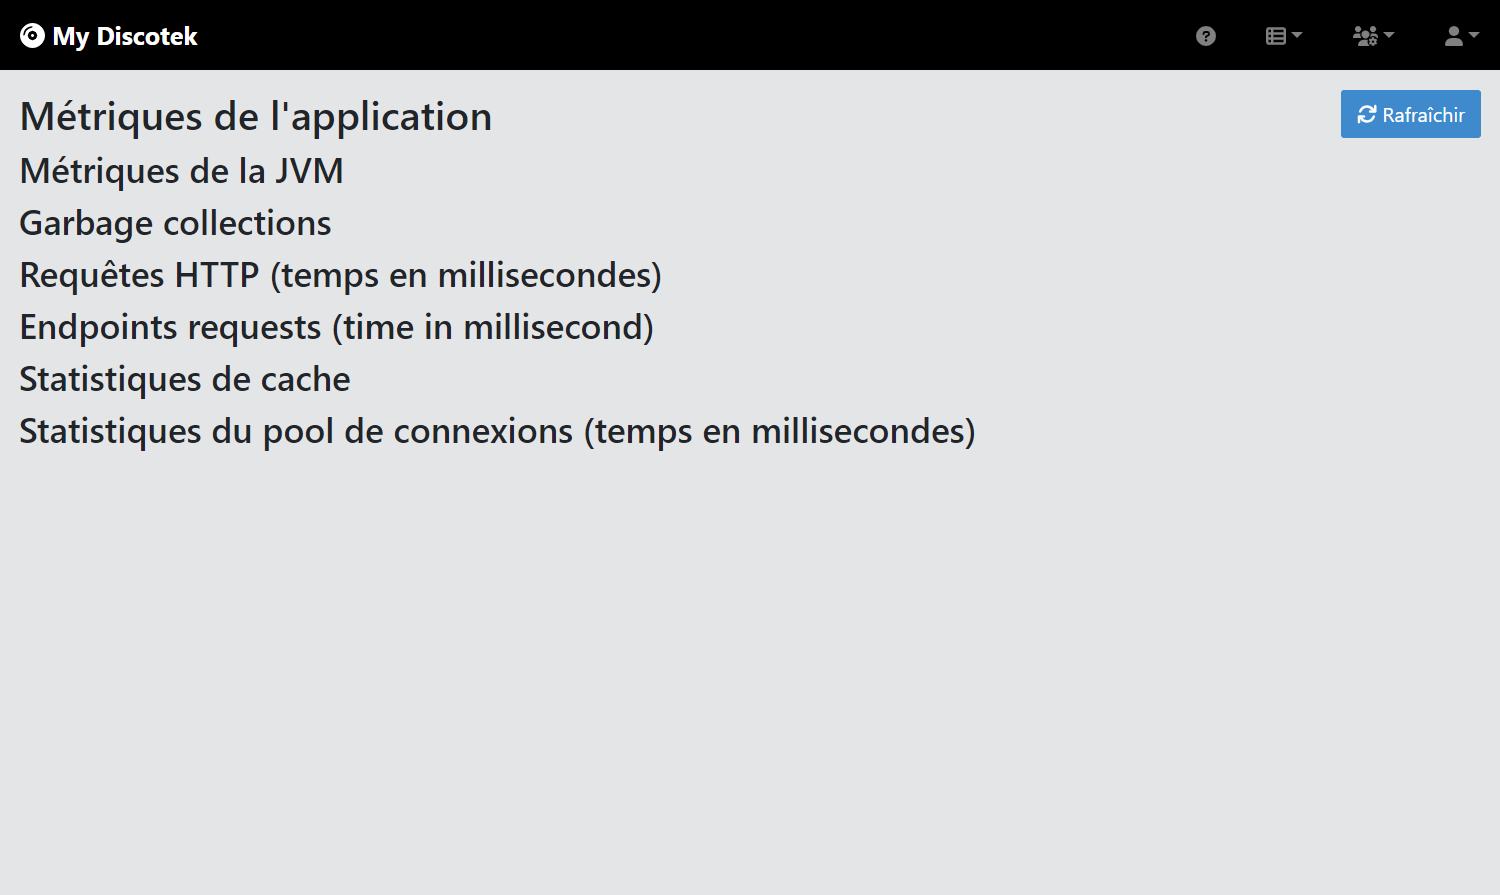 My Discotek
Métriques de l'application
Rafraîchir
Métriques de la JVM
Garbage collections
Requêtes HTTP (temps en millisecondes)
Endpoints requests (time in millisecond)
Statistiques de cache
Statistiques du pool de connexions (temps en millisecondes)